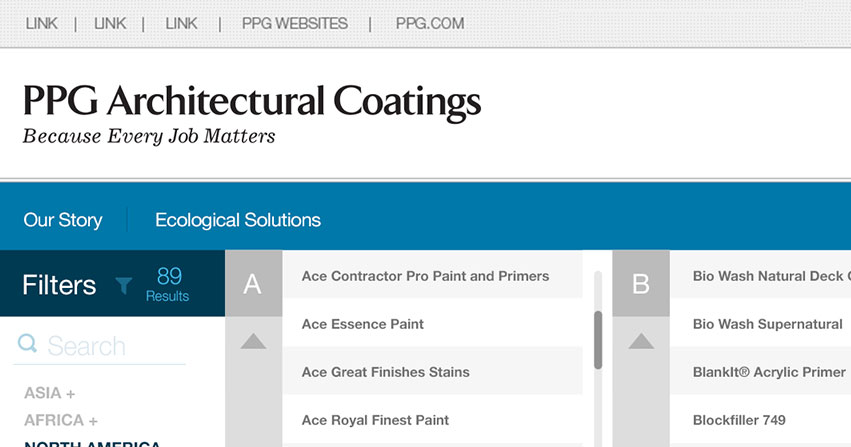 LINK | LINK | LINK | PPG WEBSITES | PPG.COM
PPG Architectural Coatings
Because Every Job Matters
Our Story Ecological Solutions
Filters 89 Results
Search
ASIA +
AFRICA +
NORTH AMERICA
A
Ace Contractor Pro Paint and Primers
Ace Essence Paint
Ace Great Finishes Stains
Ace Royal Finest Paint
B
Bio Wash Natural Deck
Bio Wash Supernatural
BlankIt® Acrylic Primer
Blockfiller 749